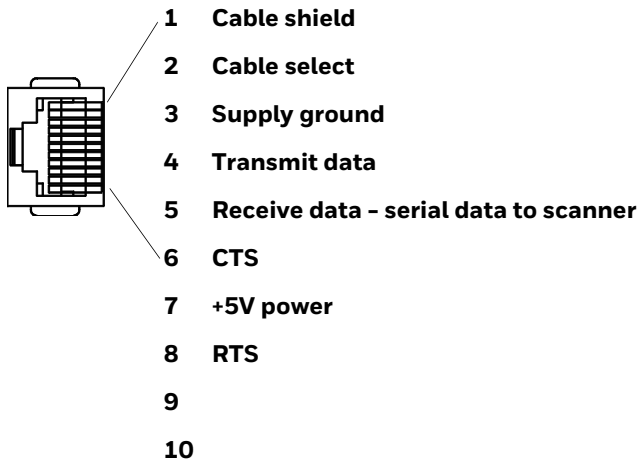 1 Cable shield
2 Cable select
3 Supply ground
4 Transmit data
5 Receive data – serial data to scanner
6 CTS
7 +5V power
8 RTS
9
10